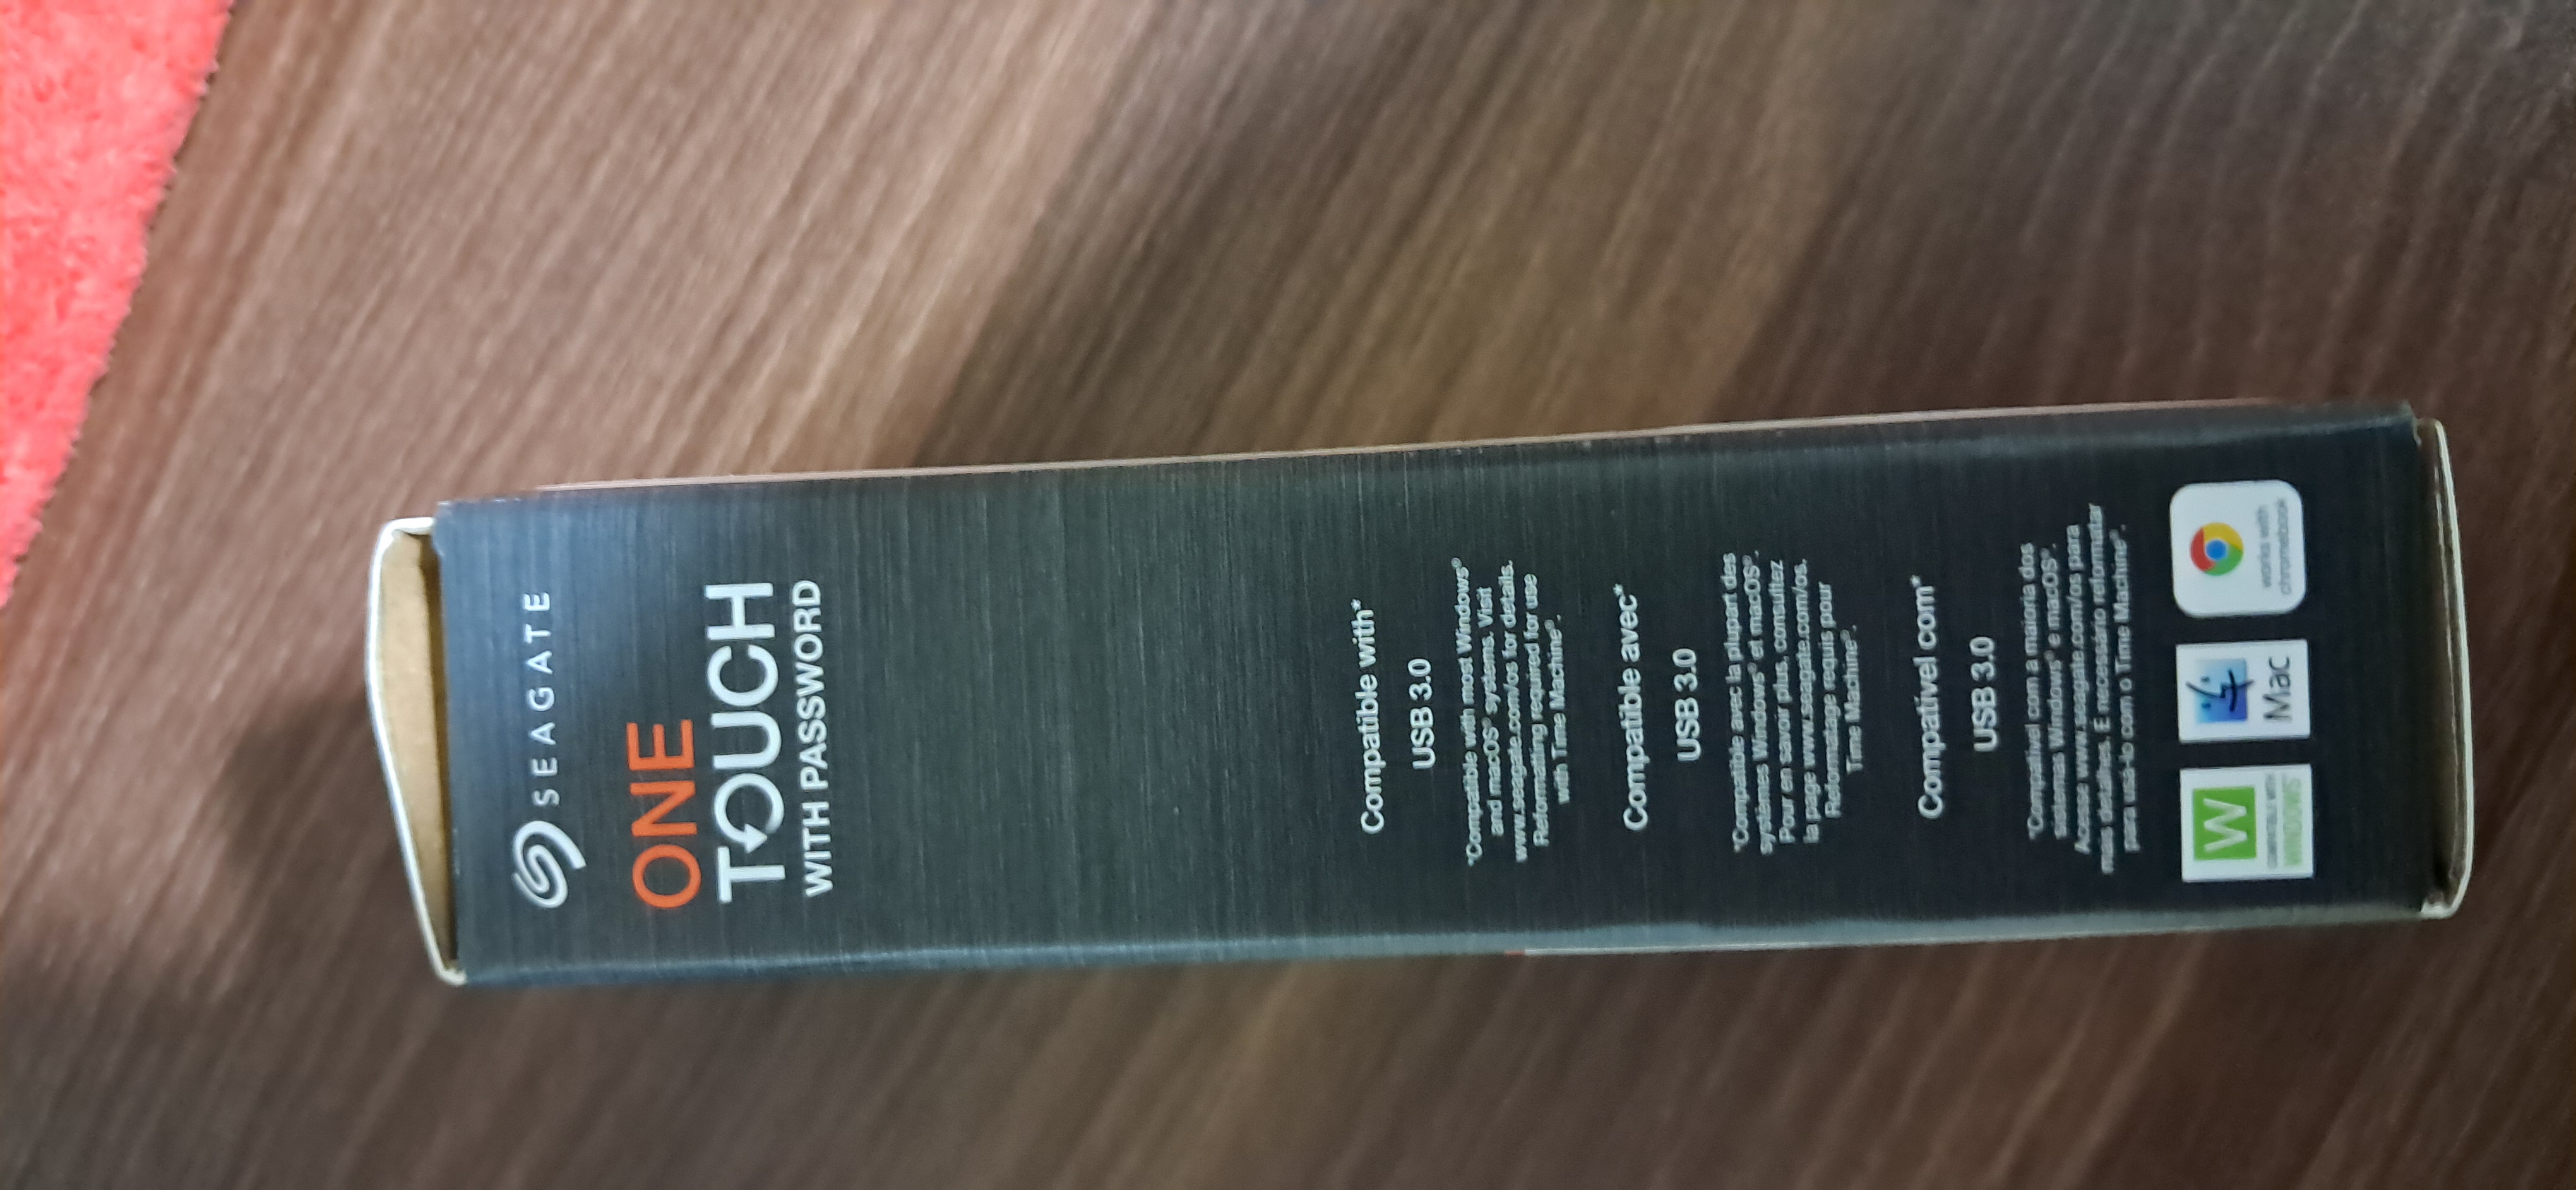 SEAGATE
ONE
TOUCH
WITH PASSWORD
Compatible with*
USB 3.0
*Compatible with most Windows®
and macOS® systems. Visit
www.seagate.com/os for details.
Reformatting required for use
with Time Machine®.
Compatible avec*
USB 3.0
*Compatible avec la plupart des
systèmes Windows® et macOS®.
Pour en savoir plus, consultez
la page www.seagate.com/os.
Reformatage requis pour
Time Machine®.
Compatível com*
USB 3.0
*Compatível com a maioria dos
sistemas Windows® e macOS®.
Acesse www.seagate.com/os para
mais detalhes. É necessário reformatar
para usá-lo com o Time Machine®.
W
COMPATIBLE WITH
WINDOWS®
Mac
works with
chromebook